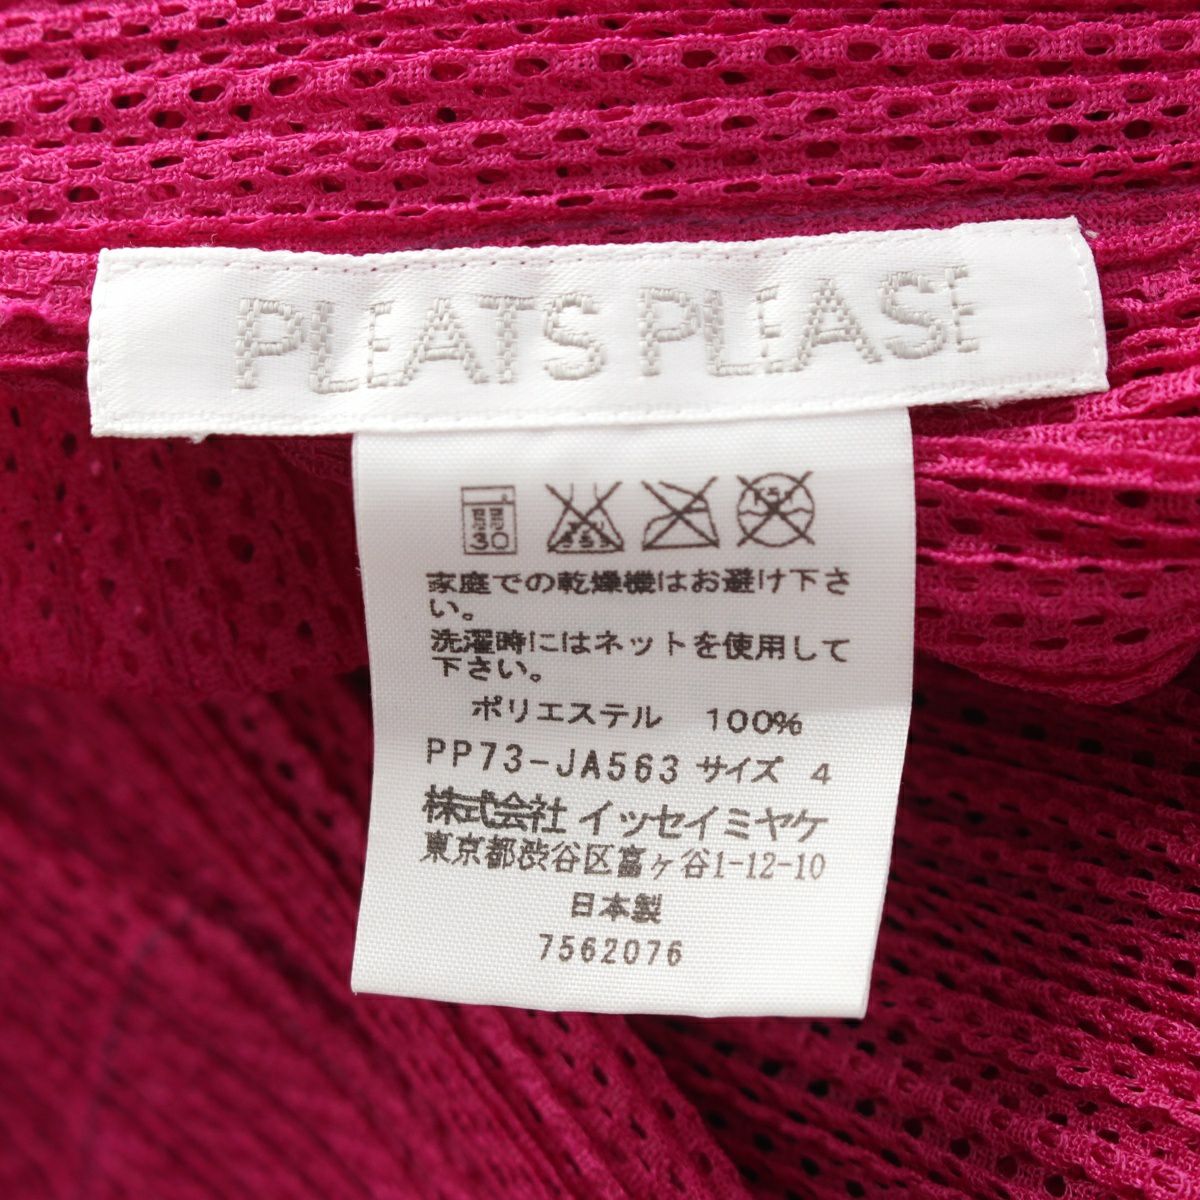 PLEATS PLEASE
30
家庭での乾燥機はお避け下さ
い。
洗濯時にはネットを使用して
下さい。
ポリエステル 100%
PP73-JA563 サイズ 4
株式会社 イッセイミヤケ
東京都渋谷区富ヶ谷1-12-10
日本製
7562076